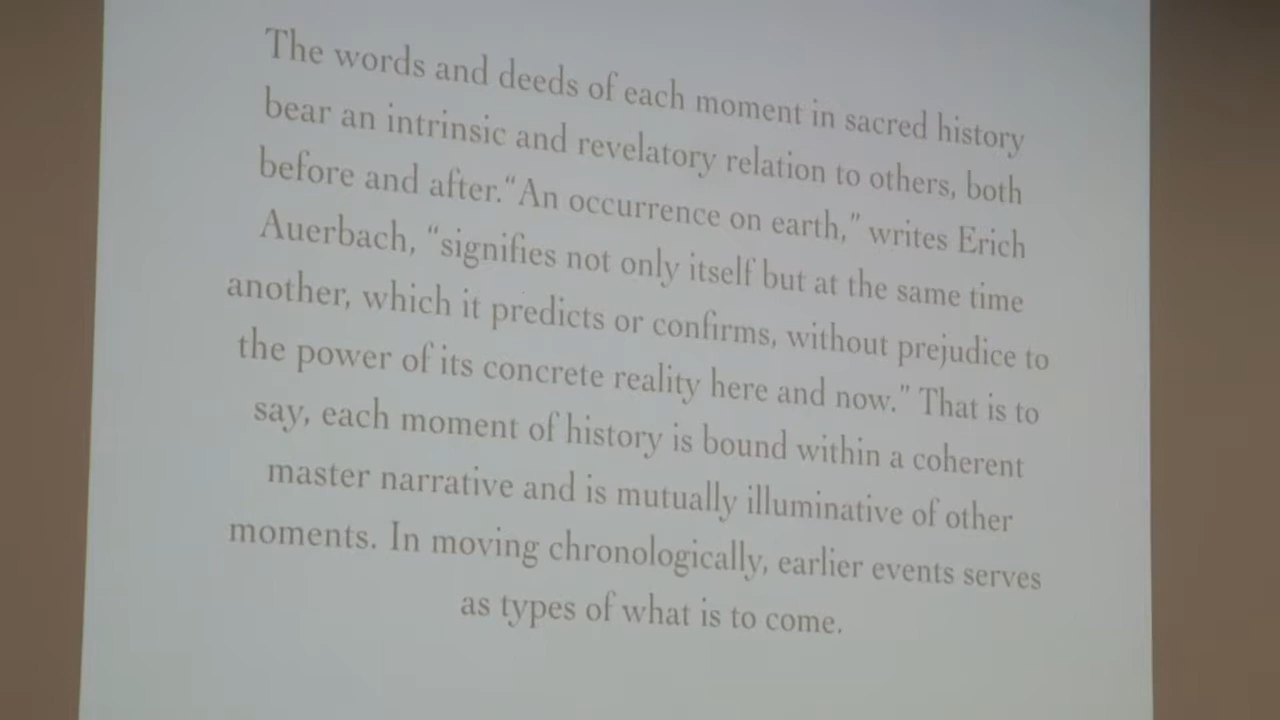 The words and deeds of each moment in sacred history
bear an intrinsic and revelatory relation to others, both
before and after.“An occurrence on earth,” writes Erich
Auerbach, “signifies not only itself but at the same time
another, which it predicts or confirms, without prejudice to
the power of its concrete reality here and now.” That is to
say, each moment of history is bound within a coherent
master narrative and is mutually illuminative of other
moments. In moving chronologically, earlier events serves
as types of what is to come.